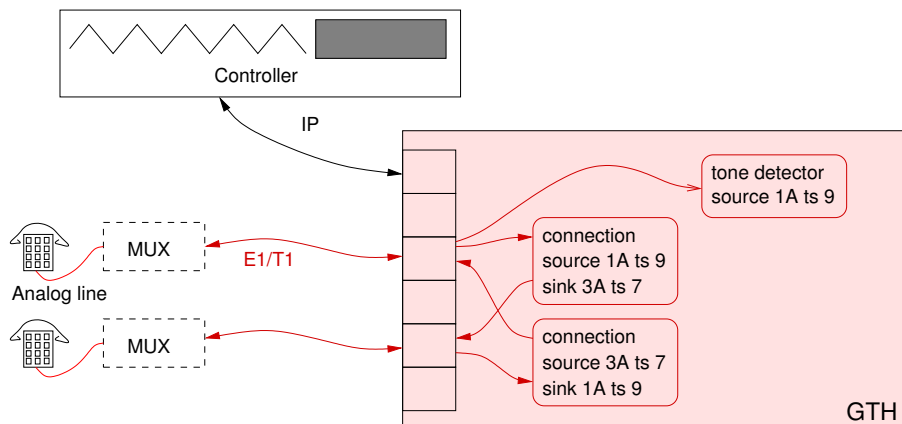 Controller
IP
tone detector
source 1A ts 9
MUX
E1/T1
Analog line
connection
source 1A ts 9
sink 3A ts 7
MUX
connection
source 3A ts 7
sink 1A ts 9
GTH